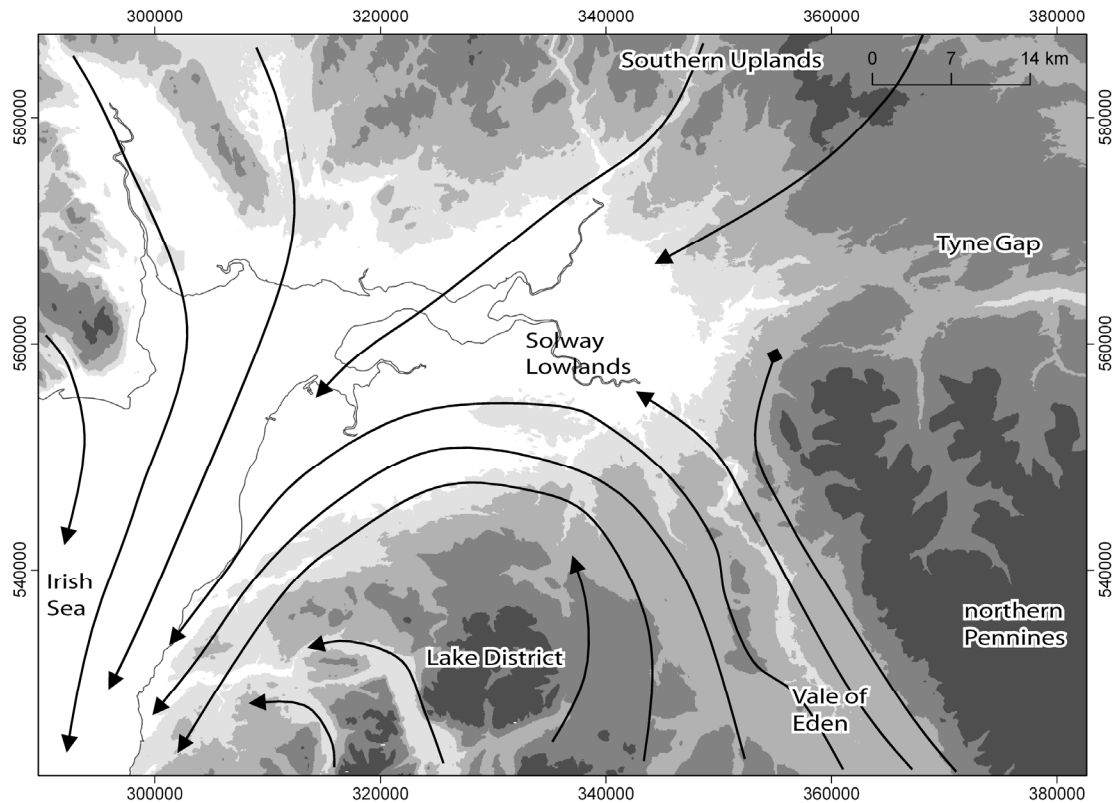 300000 320000 340000 360000 380000
Southern Uplands
0 7 14 km
580000 580000
Tyne Gap
560000 560000
Solway
Lowlands
540000 540000
Irish
Sea
northern
Pennines
Lake District
Vale of
Eden
300000 320000 340000 360000 380000